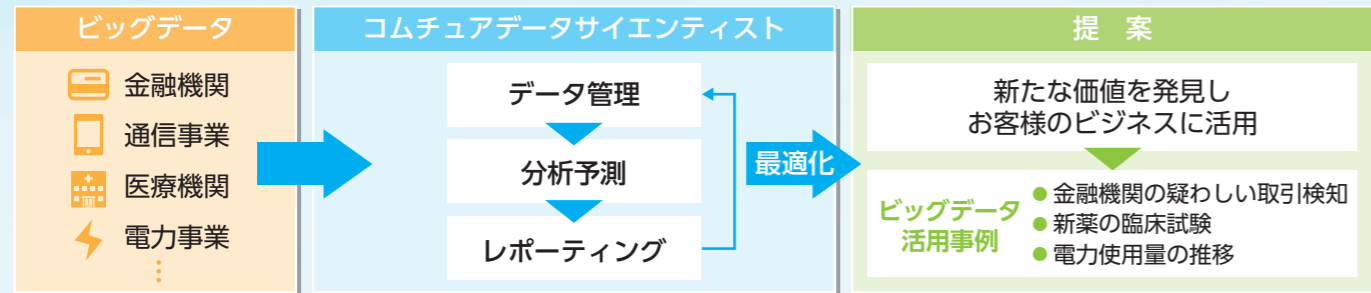 ビッグデータ
金融機関
通信事業
医療機関
電力事業
コムチュアデータサイエンティスト
データ管理
分析予測
レポーティング
最適化
提 案
新たな価値を発見し
お客様のビジネスに活用
ビッグデータ
活用事例
●金融機関の疑わしい取引検知
●新薬の臨床試験
●電力使用量の推移